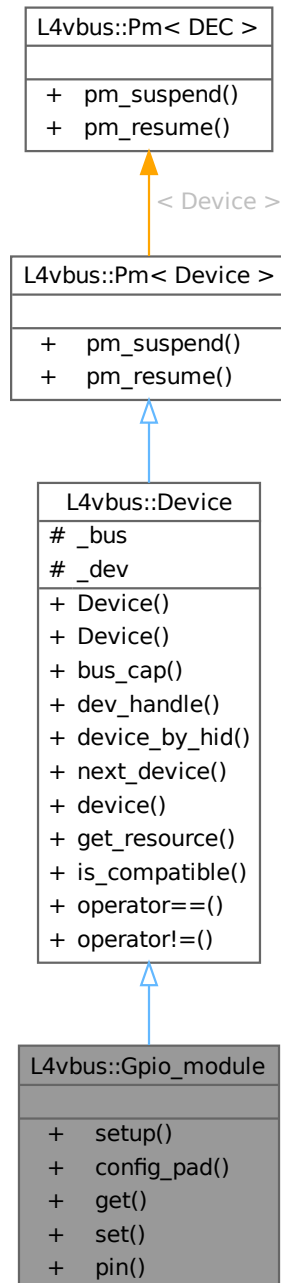 L4vbus::Pm< DEC >
+ pm_suspend()
+ pm_resume()
< Device >
L4vbus::Pm< Device >
+ pm_suspend()
+ pm_resume()
L4vbus::Device
# _bus
# _dev
+ Device()
+ Device()
+ bus_cap()
+ dev_handle()
+ device_by_hid()
+ next_device()
+ device()
+ get_resource()
+ is_compatible()
+ operator==()
+ operator!=()
L4vbus::Gpio_module
+ setup()
+ config_pad()
+ get()
+ set()
+ pin()